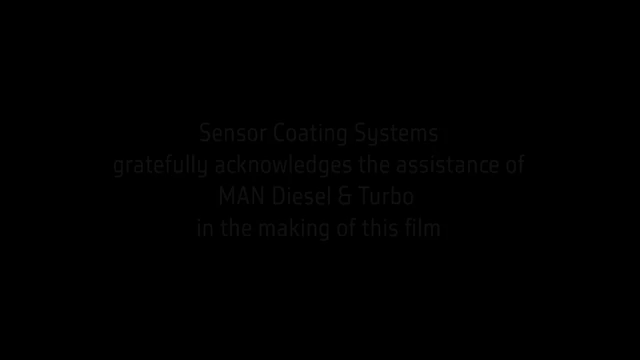 Sensor Coating Systems
gratefully acknowledges the assistance of
MAN Diesel & Turbo
in the making of this film